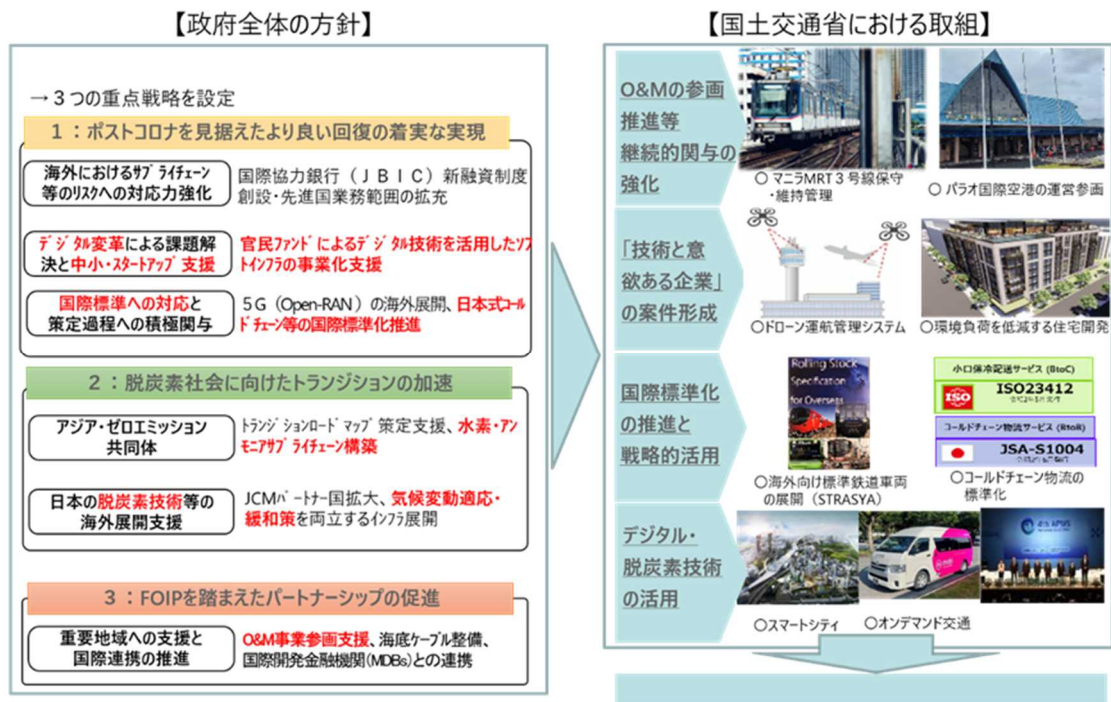 【政府全体の方針】
→３つの重点戦略を設定
１：ポストコロナを見据えたより良い回復の着実な実現
海外におけるサプライチェーン
等のリスクへの対応力強化
国際協力銀行（ＪＢＩＣ）新融資制度
創設・先進国業務範囲の拡充
デジタル変革による課題解
決と中小・スタートアップ支援
官民ファンドによるデジタル技術を活用したソフ
トインフラの事業化支援
国際標準への対応と
策定過程への積極関与
５Ｇ（Open-RAN）の海外展開、日本式コール
ドチェーン等の国際標準化推進
２：脱炭素社会に向けたトランジションの加速
アジア・ゼロエミッション
共同体
トランジションロードマップ策定支援、水素・アン
モニアサプライチェーン構築
日本の脱炭素技術等の
海外展開支援
JCMパートナー国拡大、気候変動適応・
緩和策を両立するインフラ展開
３：FOIPを踏まえたパートナーシップの促進
重要地域への支援と
国際連携の推進
O&M事業参画支援、海底ケーブル整備、
国際開発金融機関(MDBs)との連携
【国土交通省における取組】
O&Mの参画
推進等
継続的関与の
強化
○マニラMRT３号線保守
・維持管理
○パラオ国際空港の運営参画
「技術と意
欲ある企業」
の案件形成
○ドローン運航管理システム
○環境負荷を低減する住宅開発
国際標準化
の推進と
戦略的活用
Rolling Stock
Specification
for Overseas
○海外向け標準鉄道車両
の展開（STRASYA）
小口保冷配送サービス (BtoC)
ISO
ISO23412
コールドチェーン物流サービス (BtoB)
JSA-S1004
○コールドチェーン物流の
標準化
デジタル・
脱炭素技術
の活用
○スマートシティ
○オンデマンド交通